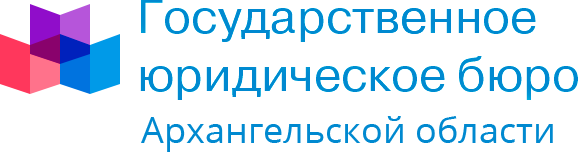 Государственное
юридическое бюро
Архангельской области